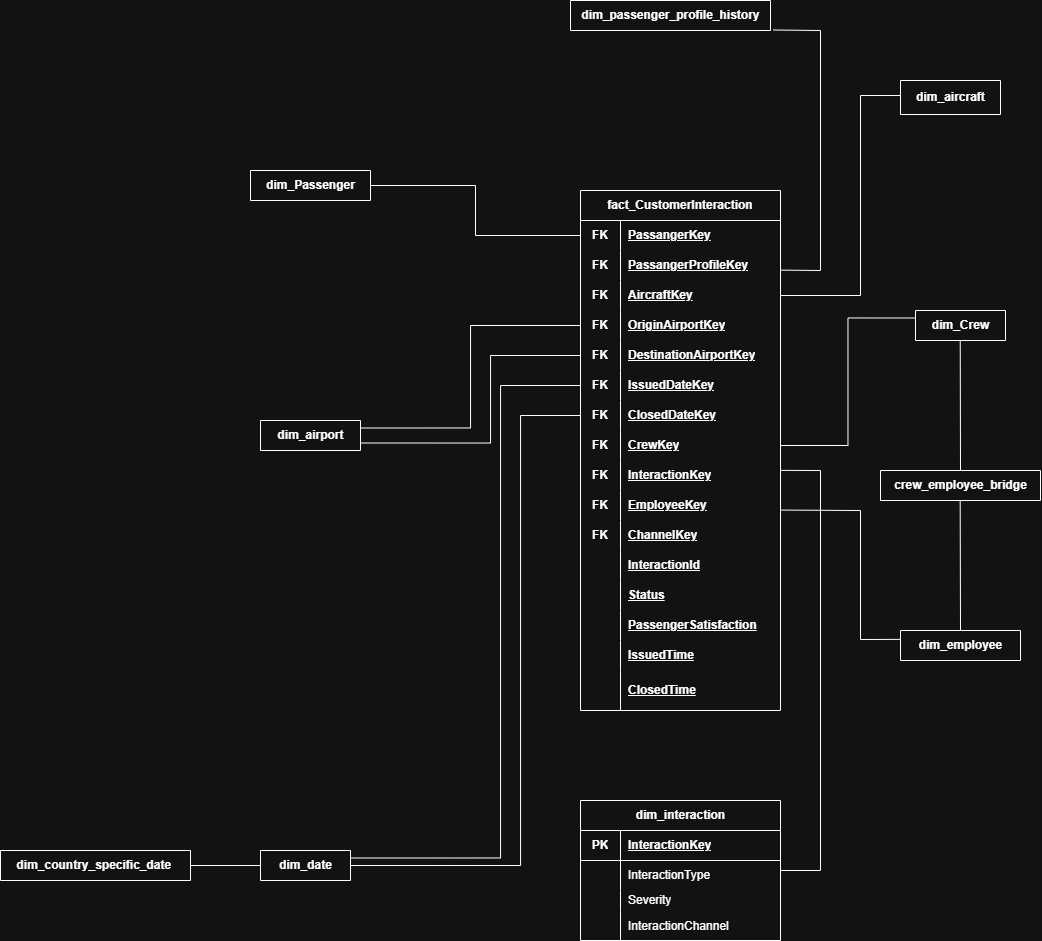 dim_passenger_profile_history
dim_aircraft
dim_Passenger
fact_CustomerInteraction
FK PassangerKey
FK PassangerProfileKey
FK AircraftKey
FK OriginAirportKey
FK DestinationAirportKey
FK IssuedDateKey
FK ClosedDateKey
FK CrewKey
FK InteractionKey
FK EmployeeKey
FK ChannelKey
InteractionId
Status
PassengerSatisfaction
IssuedTime
ClosedTime
dim_Crew
dim_airport
crew_employee_bridge
dim_employee
dim_interaction
PK InteractionKey
InteractionType
Severity
InteractionChannel
dim_country_specific_date
dim_date